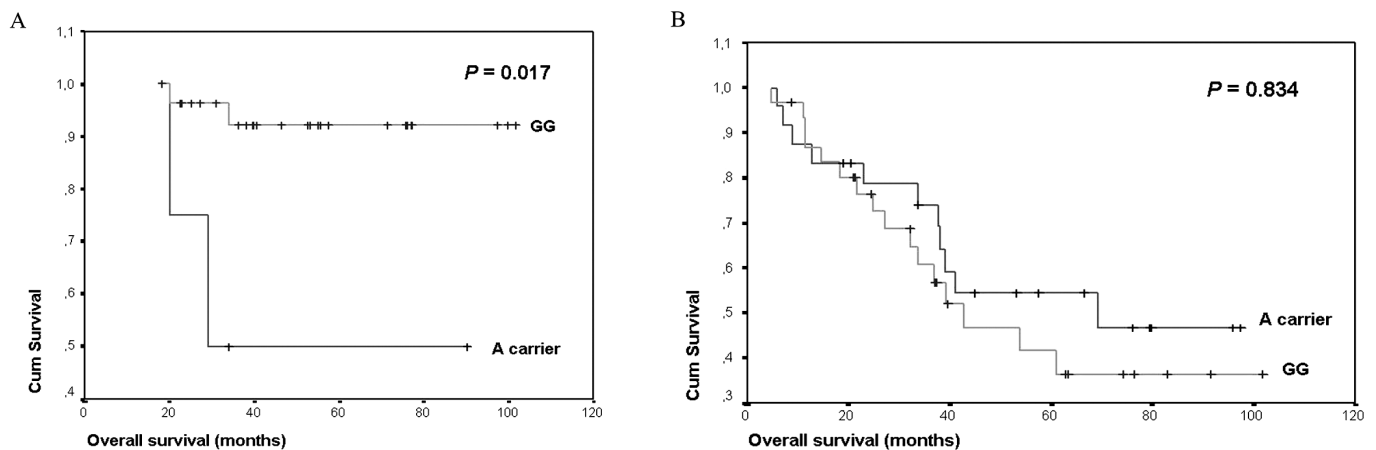 A
B
1,1
1,0
,9
,8
,7
,6
,5
,4
P = 0.017
GG
A carrier
Cum Survival
0 20 40 60 80 100 120
Overall survival (months)
1,1
1,0
,9
,8
,7
,6
,5
,4
,3
P = 0.834
A carrier
GG
Cum Survival
0 20 40 60 80 100 120
Overall survival (months)